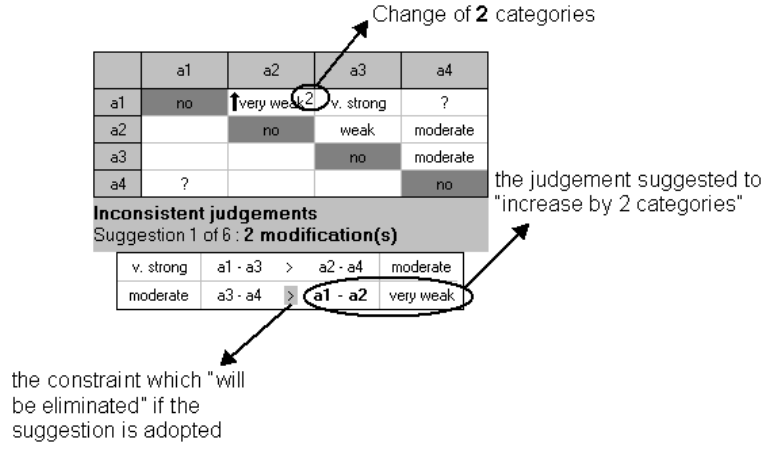 Change of 2 categories
a1 a2 a3 a4
a1 no very weak 2 v. strong ?
a2 no weak moderate
a3 no moderate
a4 ? no
the judgement suggested to
"increase by 2 categories"
Inconsistent judgements
Suggestion 1 of 6 : 2 modification(s)
v. strong a1 - a3 > a2 - a4 moderate
moderate a3 - a4 > a1 - a2 very weak
the constraint which "will
be eliminated" if the
suggestion is adopted